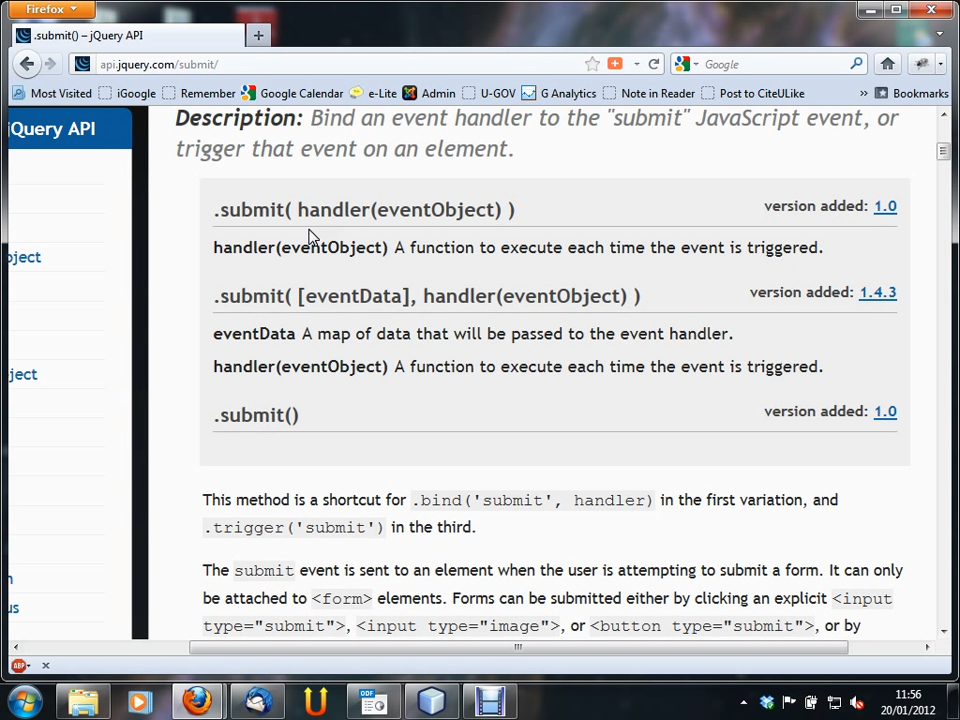 Firefox
.submit() – jQuery API
api.jquery.com/submit/
Google
Most Visited iGoogle Remember Google Calendar e-Lite Admin U-GOV G Analytics Note in Reader Post to CiteULike » Bookmarks
jQuery API
Description: Bind an event handler to the "submit" JavaScript event, or
trigger that event on an element.
.submit( handler(eventObject) ) version added: 1.0
handler(eventObject) A function to execute each time the event is triggered.
oject
.submit( [eventData], handler(eventObject) ) version added: 1.4.3
eventData A map of data that will be passed to the event handler.
handler(eventObject) A function to execute each time the event is triggered.
ject
.submit() version added: 1.0
This method is a shortcut for .bind('submit', handler) in the first variation, and
.trigger('submit') in the third.
The submit event is sent to an element when the user is attempting to submit a form. It can only
be attached to <form> elements. Forms can be submitted either by clicking an explicit <input
type="submit">, <input type="image">, or <button type="submit">, or by
n
us
ABP
ODF
11:56
20/01/2012